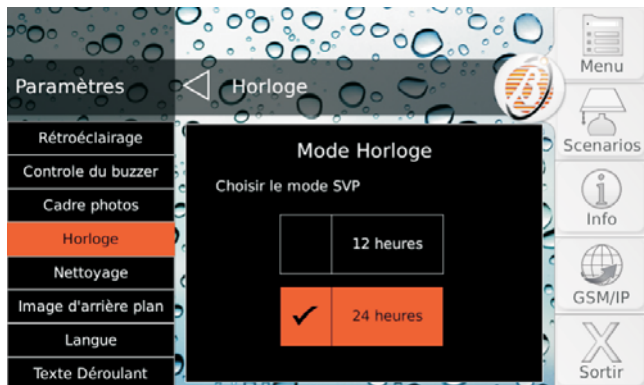 Paramètres
Horloge
Rétroéclairage
Controle du buzzer
Cadre photos
Horloge
Nettoyage
Image d'arrière plan
Langue
Texte Déroulant
Mode Horloge
Choisir le mode SVP
12 heures
24 heures
Menu
Scenarios
Info
GSM/IP
Sortir